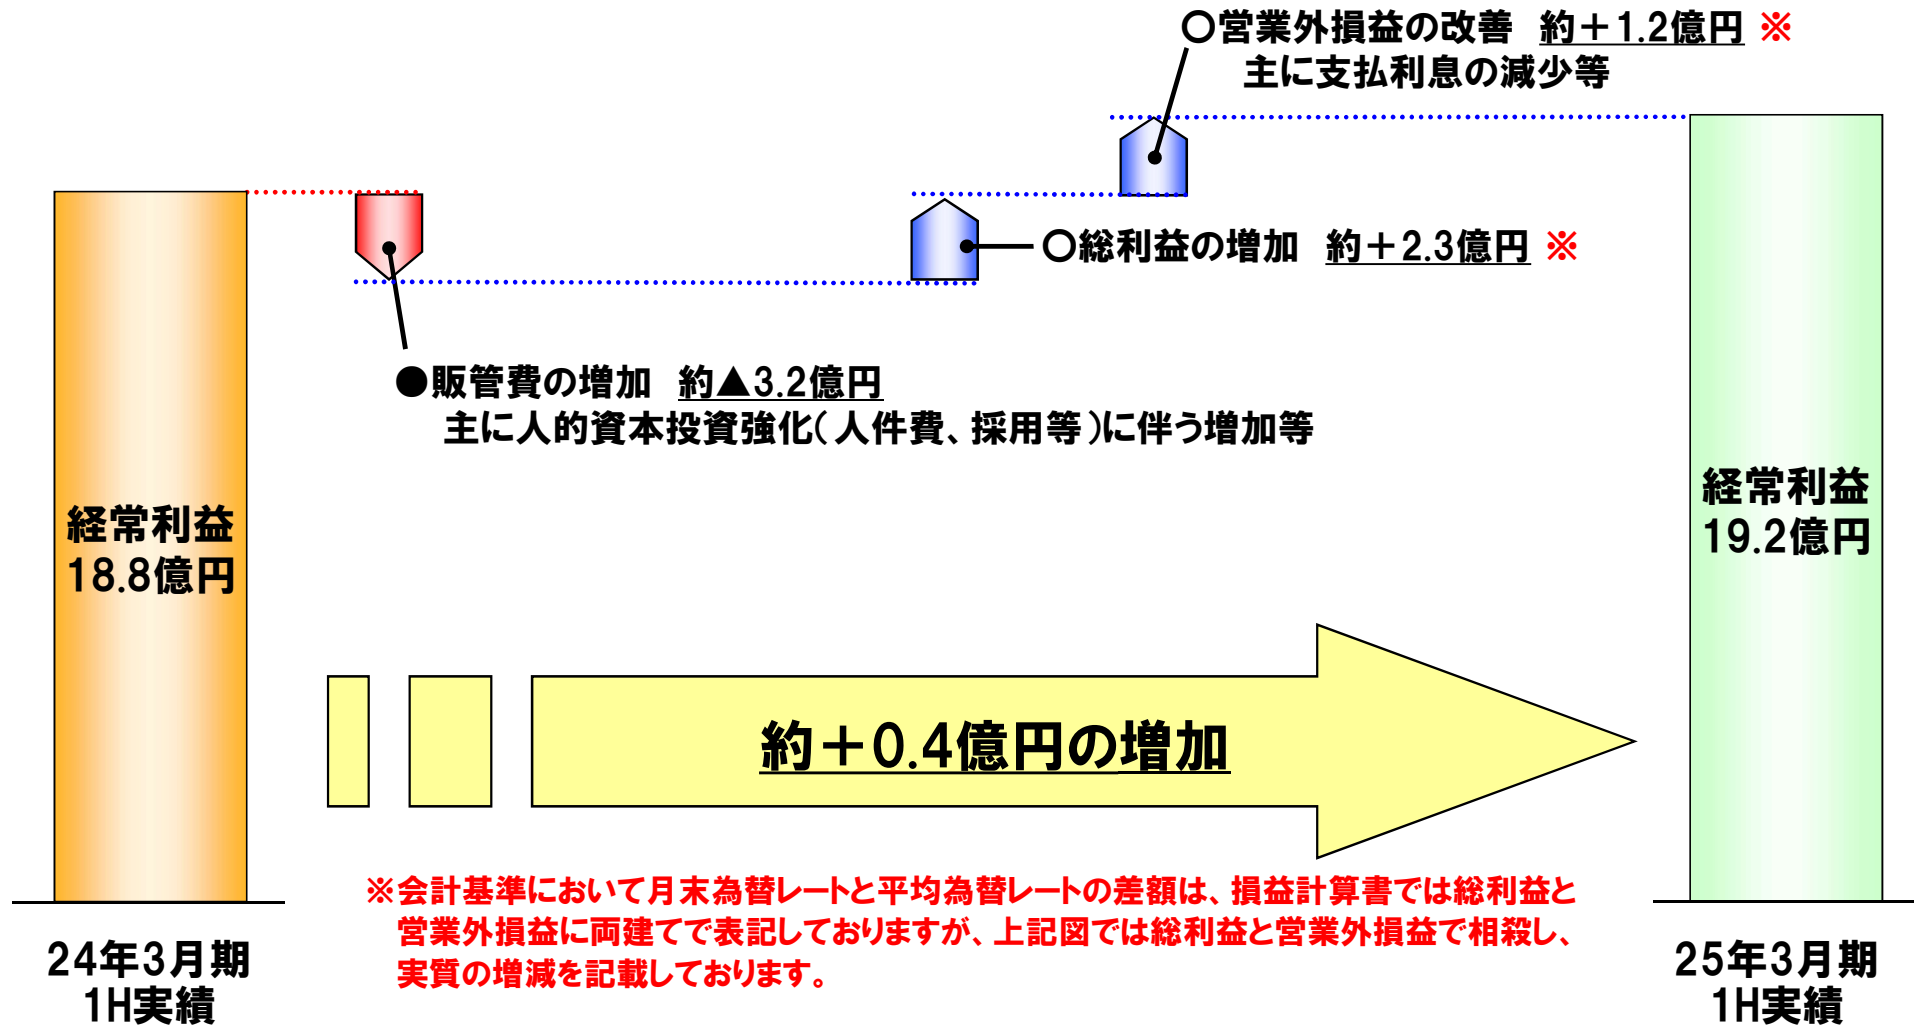 ○営業外損益の改善 約＋1.2億円 ※
主に支払利息の減少等
○総利益の増加 約＋2.3億円 ※
●販管費の増加 約▲3.2億円
主に人的資本投資強化（人件費、採用等）に伴う増加等
経常利益
18.8億円
経常利益
19.2億円
約＋0.4億円の増加
※会計基準において月末為替レートと平均為替レートの差額は、損益計算書では総利益と
営業外損益に両建てで表記しておりますが、上記図では総利益と営業外損益で相殺し、
実質の増減を記載しております。
24年3月期
1H実績
25年3月期
1H実績